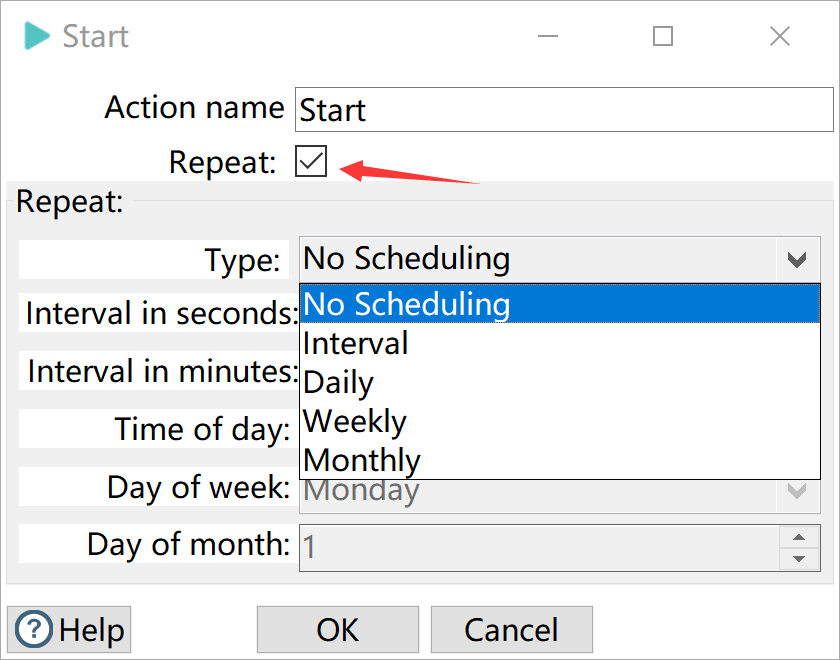 Start
Action name Start
Repeat:
Repeat:
Type: No Scheduling
No Scheduling
Interval in seconds:
Interval
Interval in minutes:
Daily
Time of day:
Weekly
Monthly
Day of week: Monday
Day of month: 1
? Help OK Cancel